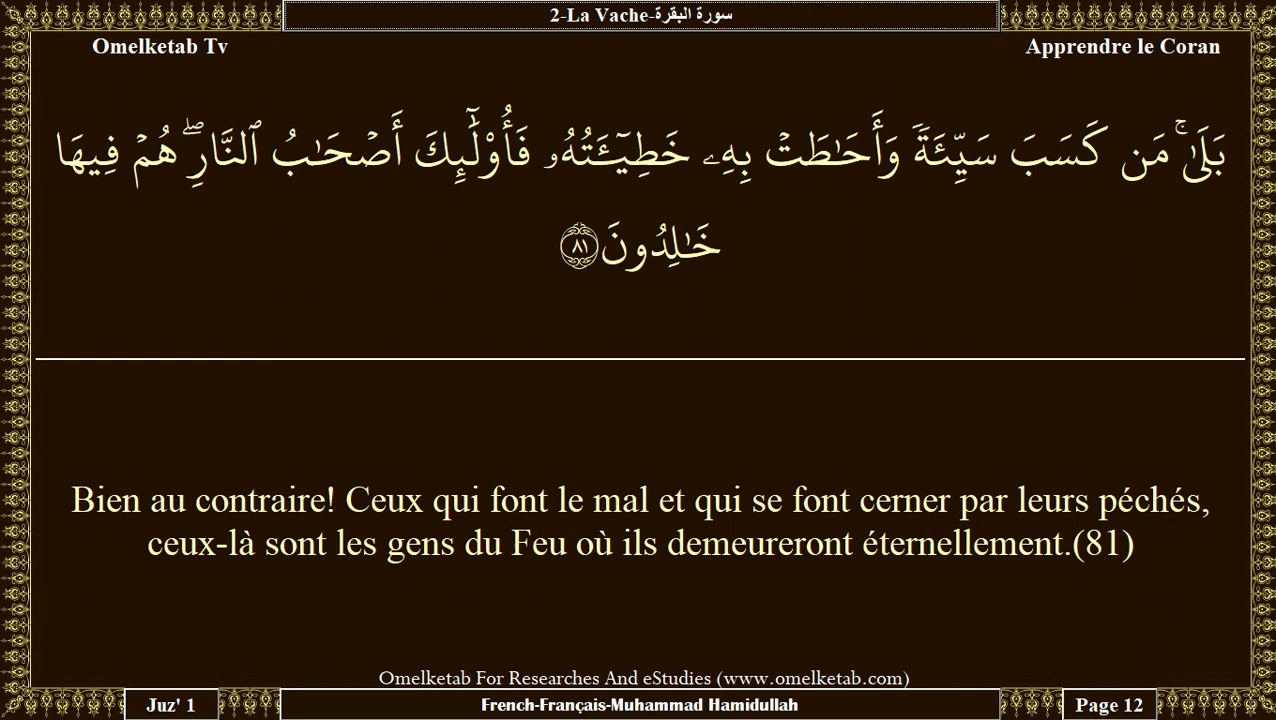 2-La Vache-سورة البقرة
Omelketab Tv
Apprendre le Coran
بَلَىٰۚ مَن كَسَبَ سَيِّئَةٗ وَأَحَٰطَتۡ بِهِۦ خَطِيٓـَٔتُهُۥ فَأُوْلَٰٓئِكَ أَصۡحَٰبُ ٱلنَّارِۖ هُمۡ فِيهَا
خَٰلِدُونَ ٨١
Bien au contraire! Ceux qui font le mal et qui se font cerner par leurs péchés,
ceux-là sont les gens du Feu où ils demeureront éternellement.(81)
Omelketab For Researches And eStudies (www.omelketab.com)
Juz' 1
French-Français-Muhammad Hamidullah
Page 12